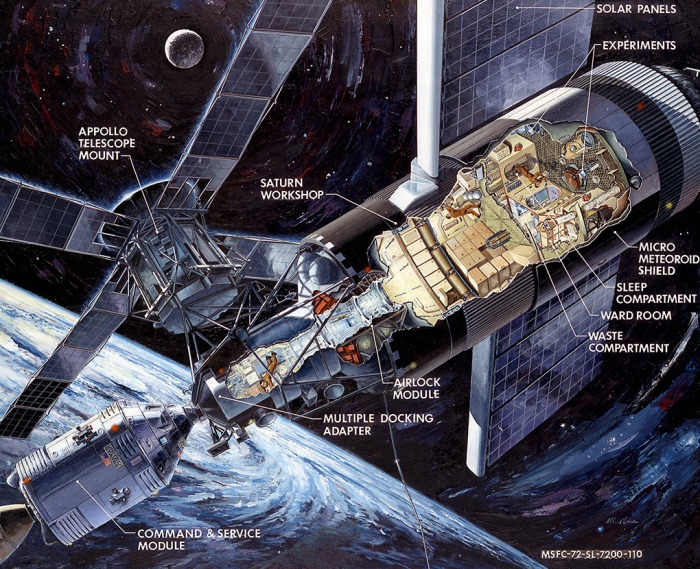 SOLAR PANELS
EXPERIMENTS
APPOLLO
TELESCOPE
MOUNT
SATURN
WORKSHOP
MICRO
METEOROID
SHIELD
SLEEP
COMPARTMENT
WARD ROOM
WASTE
COMPARTMENT
AIRLOCK
MODULE
MULTIPLE DOCKING
ADAPTER
COMMAND & SERVICE
MODULE
MSFC-72-SL-7200-110